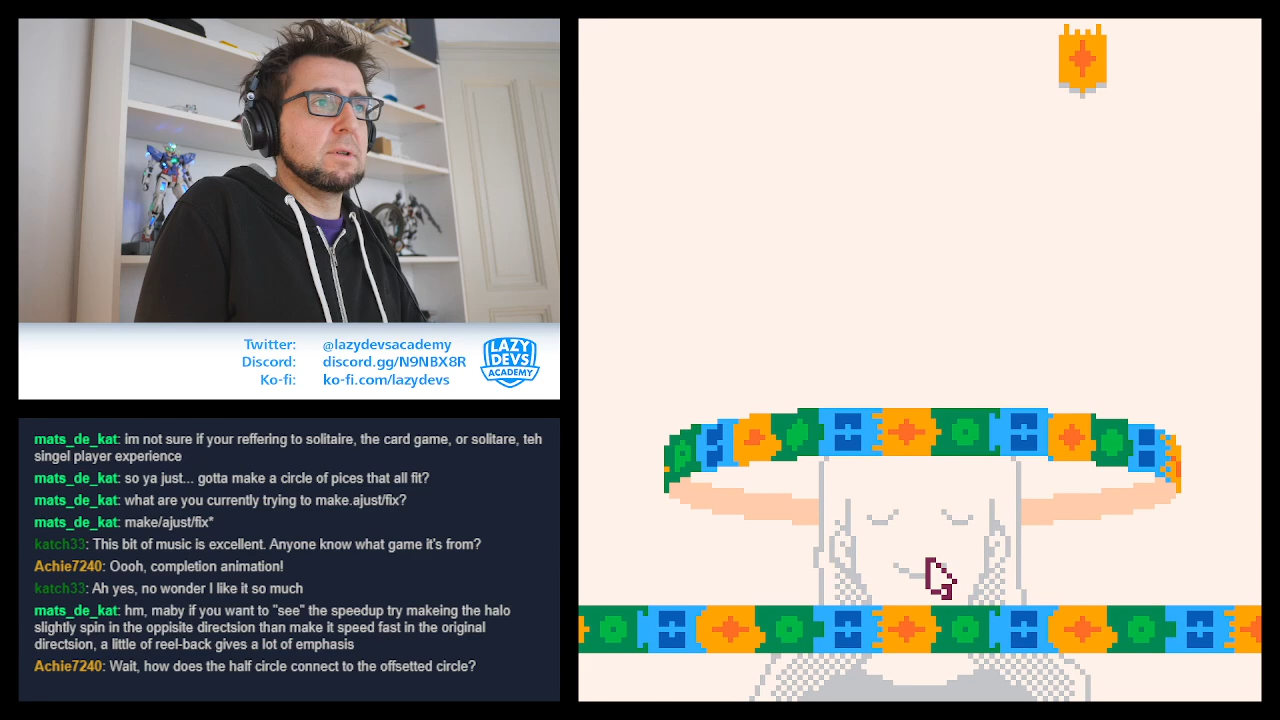 Twitter: @lazydevsacademy
Discord: discord.gg/N9NBX8R
Ko-fi: ko-fi.com/lazydevs
LAZY
DEVS
ACADEMY
mats_de_kat: im not sure if your reffering to solitaire, the card game, or solitare, teh
singel player experience
mats_de_kat: so ya just... gotta make a circle of pices that all fit?
mats_de_kat: what are you currently trying to make.ajust/fix?
mats_de_kat: make/ajust/fix*
katch33: This bit of music is excellent. Anyone know what game it's from?
Achie7240: Oooh, completion animation!
katch33: Ah yes, no wonder I like it so much
mats_de_kat: hm, maby if you want to "see" the speedup try makeing the halo
slightly spin in the oppisite directsion than make it speed fast in the original
directsion, a little of reel-back gives a lot of emphasis
Achie7240: Wait, how does the half circle connect to the offsetted circle?